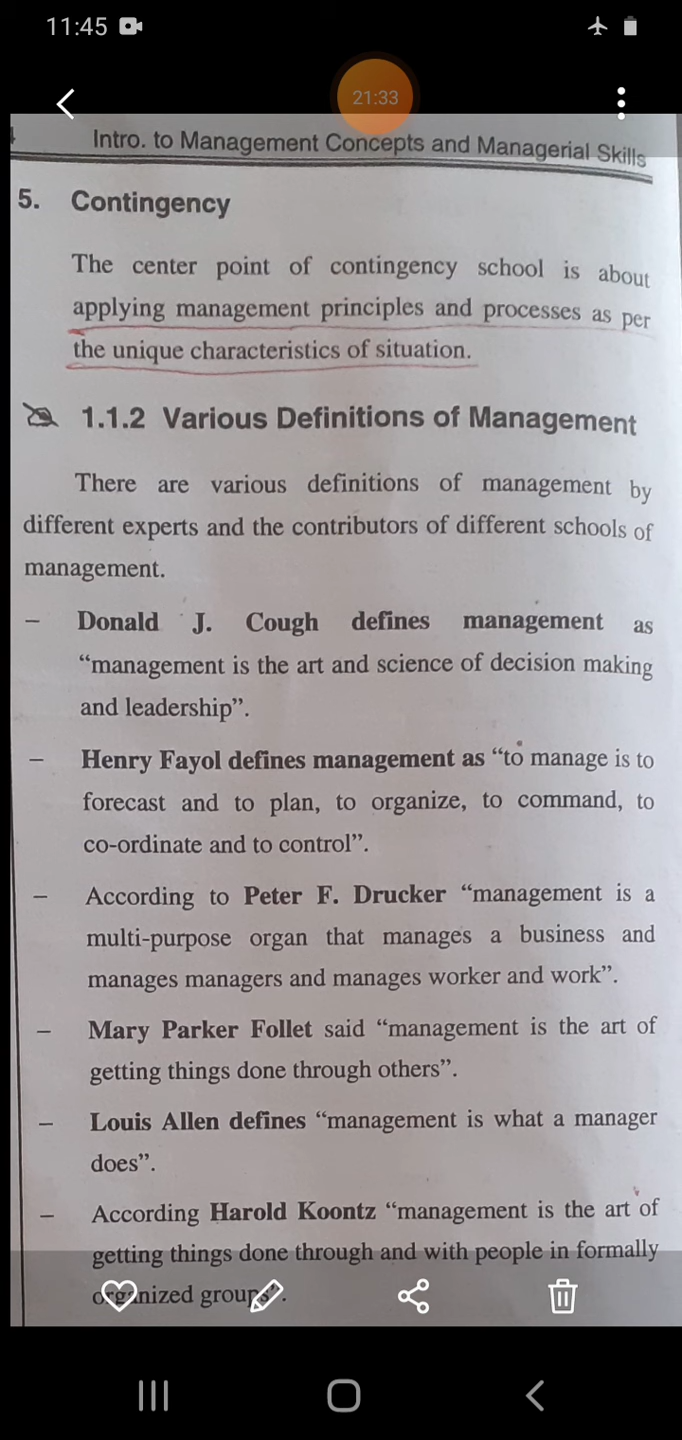 11:45
21:33
Intro. to Management Concepts and Managerial Skills
5. Contingency
The center point of contingency school is about
applying management principles and processes as per
the unique characteristics of situation.
1.1.2 Various Definitions of Management
There are various definitions of management by
different experts and the contributors of different schools of
management.
– Donald J. Cough defines management as
“management is the art and science of decision making
and leadership”.
– Henry Fayol defines management as “to manage is to
forecast and to plan, to organize, to command, to
co-ordinate and to control”.
– According to Peter F. Drucker “management is a
multi-purpose organ that manages a business and
manages managers and manages worker and work”.
– Mary Parker Follet said “management is the art of
getting things done through others”.
– Louis Allen defines “management is what a manager
does”.
– According Harold Koontz “management is the art of
getting things done through and with people in formally
organized groups”.